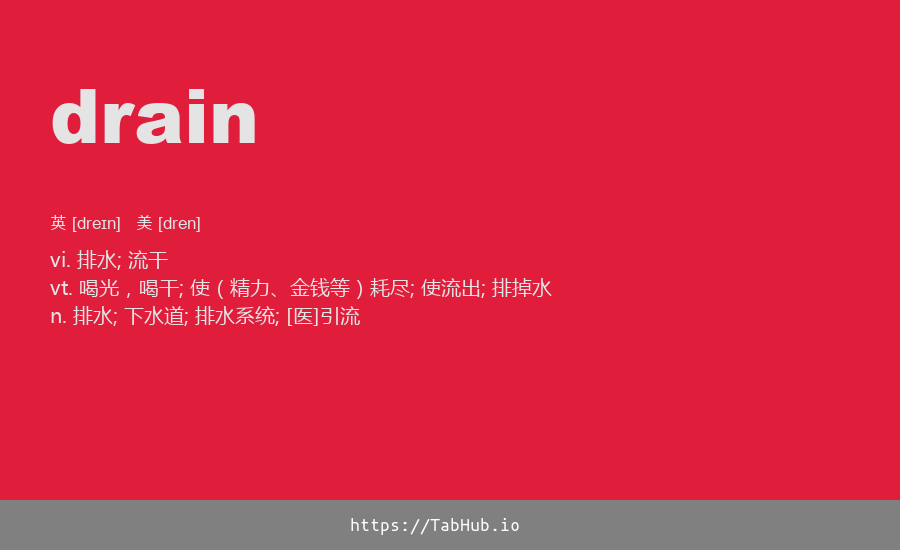 drain
英 [dreɪn] 美 [dren]
vi. 排水; 流干
vt. 喝光，喝干; 使（精力、金钱等）耗尽; 使流出; 排掉水
n. 排水; 下水道; 排水系统; [医]引流
https://TabHub.io